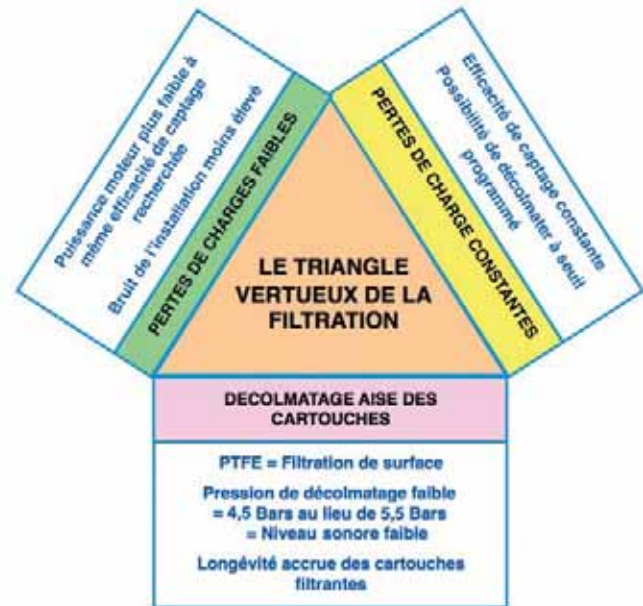 Puissance moteur plus faible à
même efficacité de captage
recherchée
Bruit de l'installation moins élevé
PERTES DE CHARGES FAIBLES
Efficacité de captage constante
Possibilité de décolmater à seuit
programmé
PERTES DE CHARGE CONSTANTES
LE TRIANGLE
VERTUEUX DE LA
FILTRATION
DECOLMATAGE AISE DES
CARTOUCHES
PTFE = Filtration de surface
Pression de décolmatage faible
= 4,5 Bars au lieu de 5,5 Bars
= Niveau sonore faible
Longévité accrue des cartouches
filtrantes